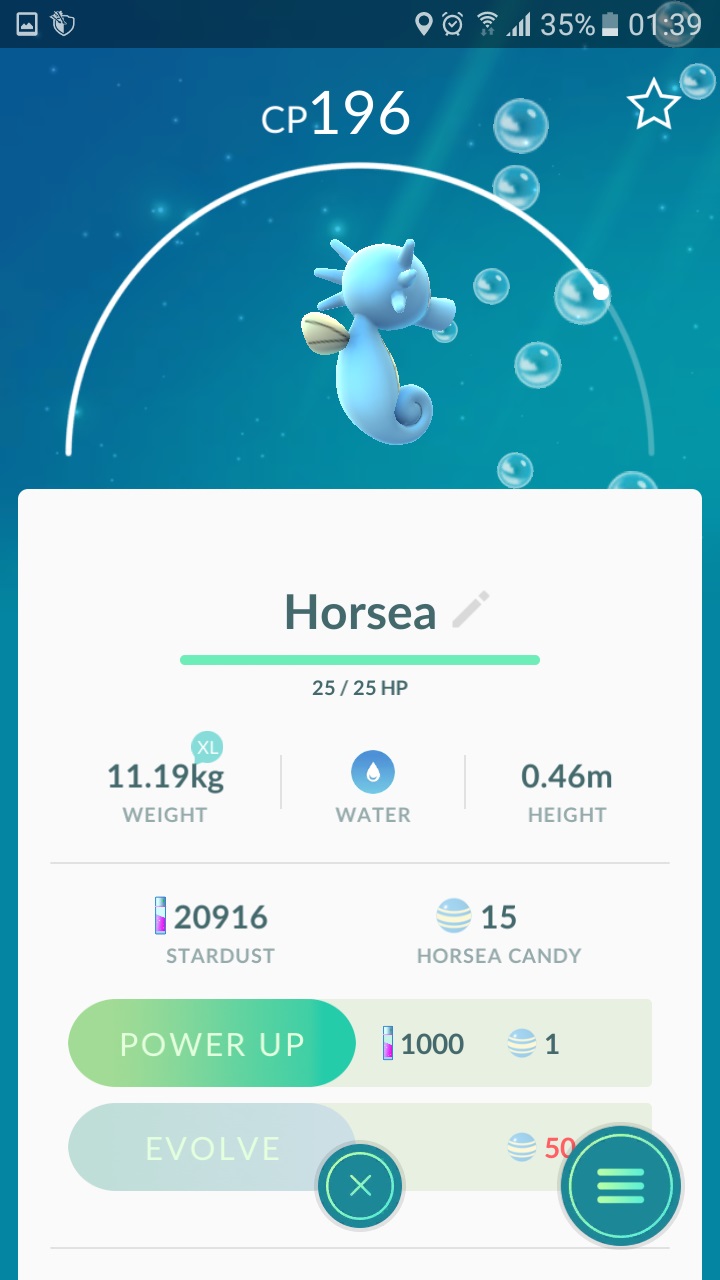 35% 01:39
CP196
Horsea
25 / 25 HP
XL
11.19kg
WEIGHT
WATER
0.46m
HEIGHT
20916
STARDUST
15
HORSEA CANDY
POWER UP 1000 1
EVOLVE 50